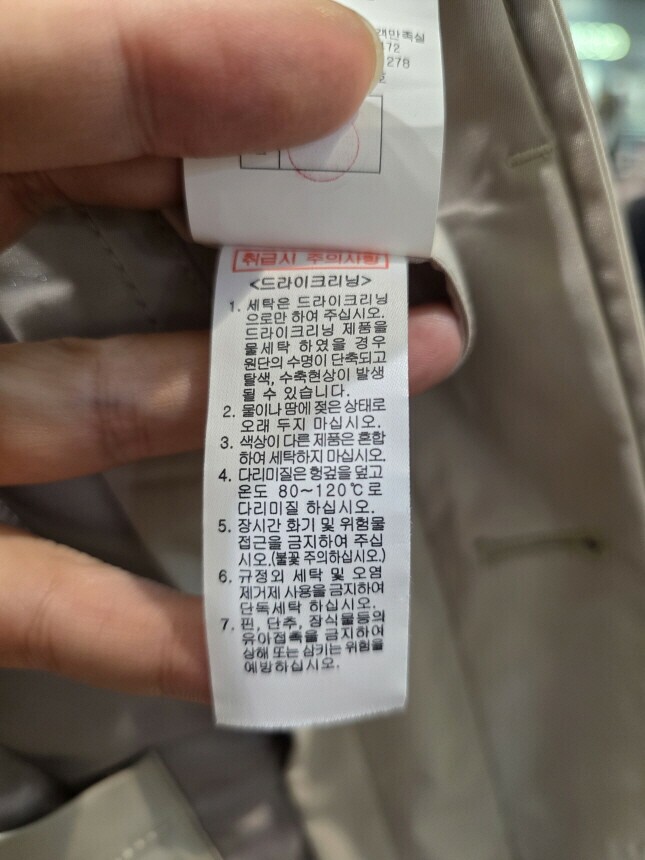 객만족실
172
278
호
취급시 주의사항
<드라이크리닝>
1. 세탁은 드라이크리닝
으로만 하여 주십시오.
드라이크리닝 제품을
물세탁 하였을 경우
원단의 수명이 단축되고
탈색, 수축현상이 발생
될 수 있습니다.
2. 물이나 땀에 젖은 상태로
오래 두지 마십시오.
3. 색상이 다른 제품은 혼합
하여 세탁하지 마십시오.
4. 다리미질은 헝겊을 덮고
온도 80~120℃로
다리미질 하십시오.
5. 장시간 화기 및 위험물
접근을 금지하여 주십
시오.(불꽃 주의하십시오.)
6. 규정외 세탁 및 오염
제거제 사용을 금지하여
단독세탁 하십시오.
7. 핀, 단추, 장식물등의
유아접촉을 금지하여
상해 또는 삼키는 위험을
예방하십시오.